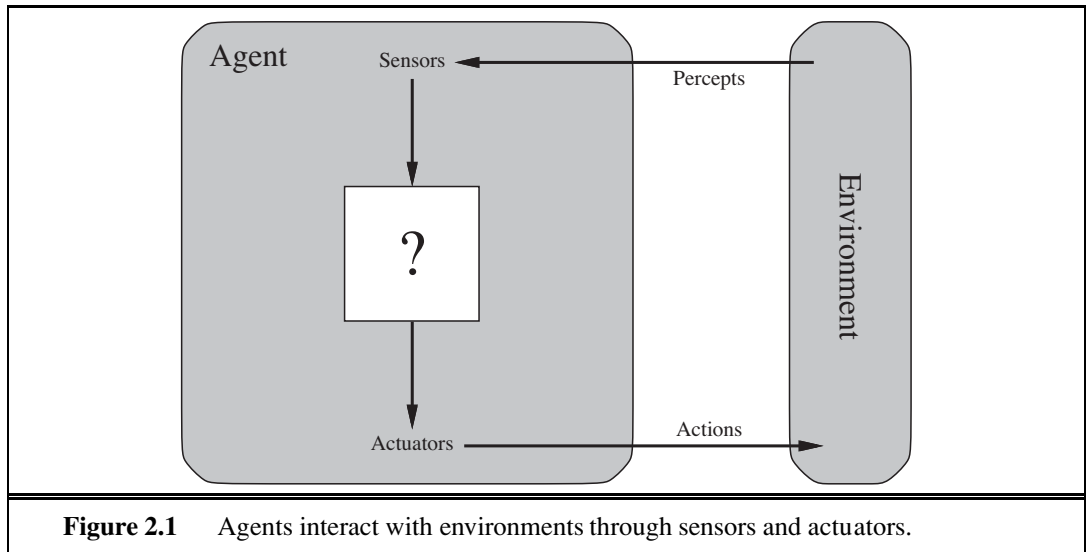 Agent
Sensors
Percepts
Environment
?
Actuators
Actions
Figure 2.1 Agents interact with environments through sensors and actuators.